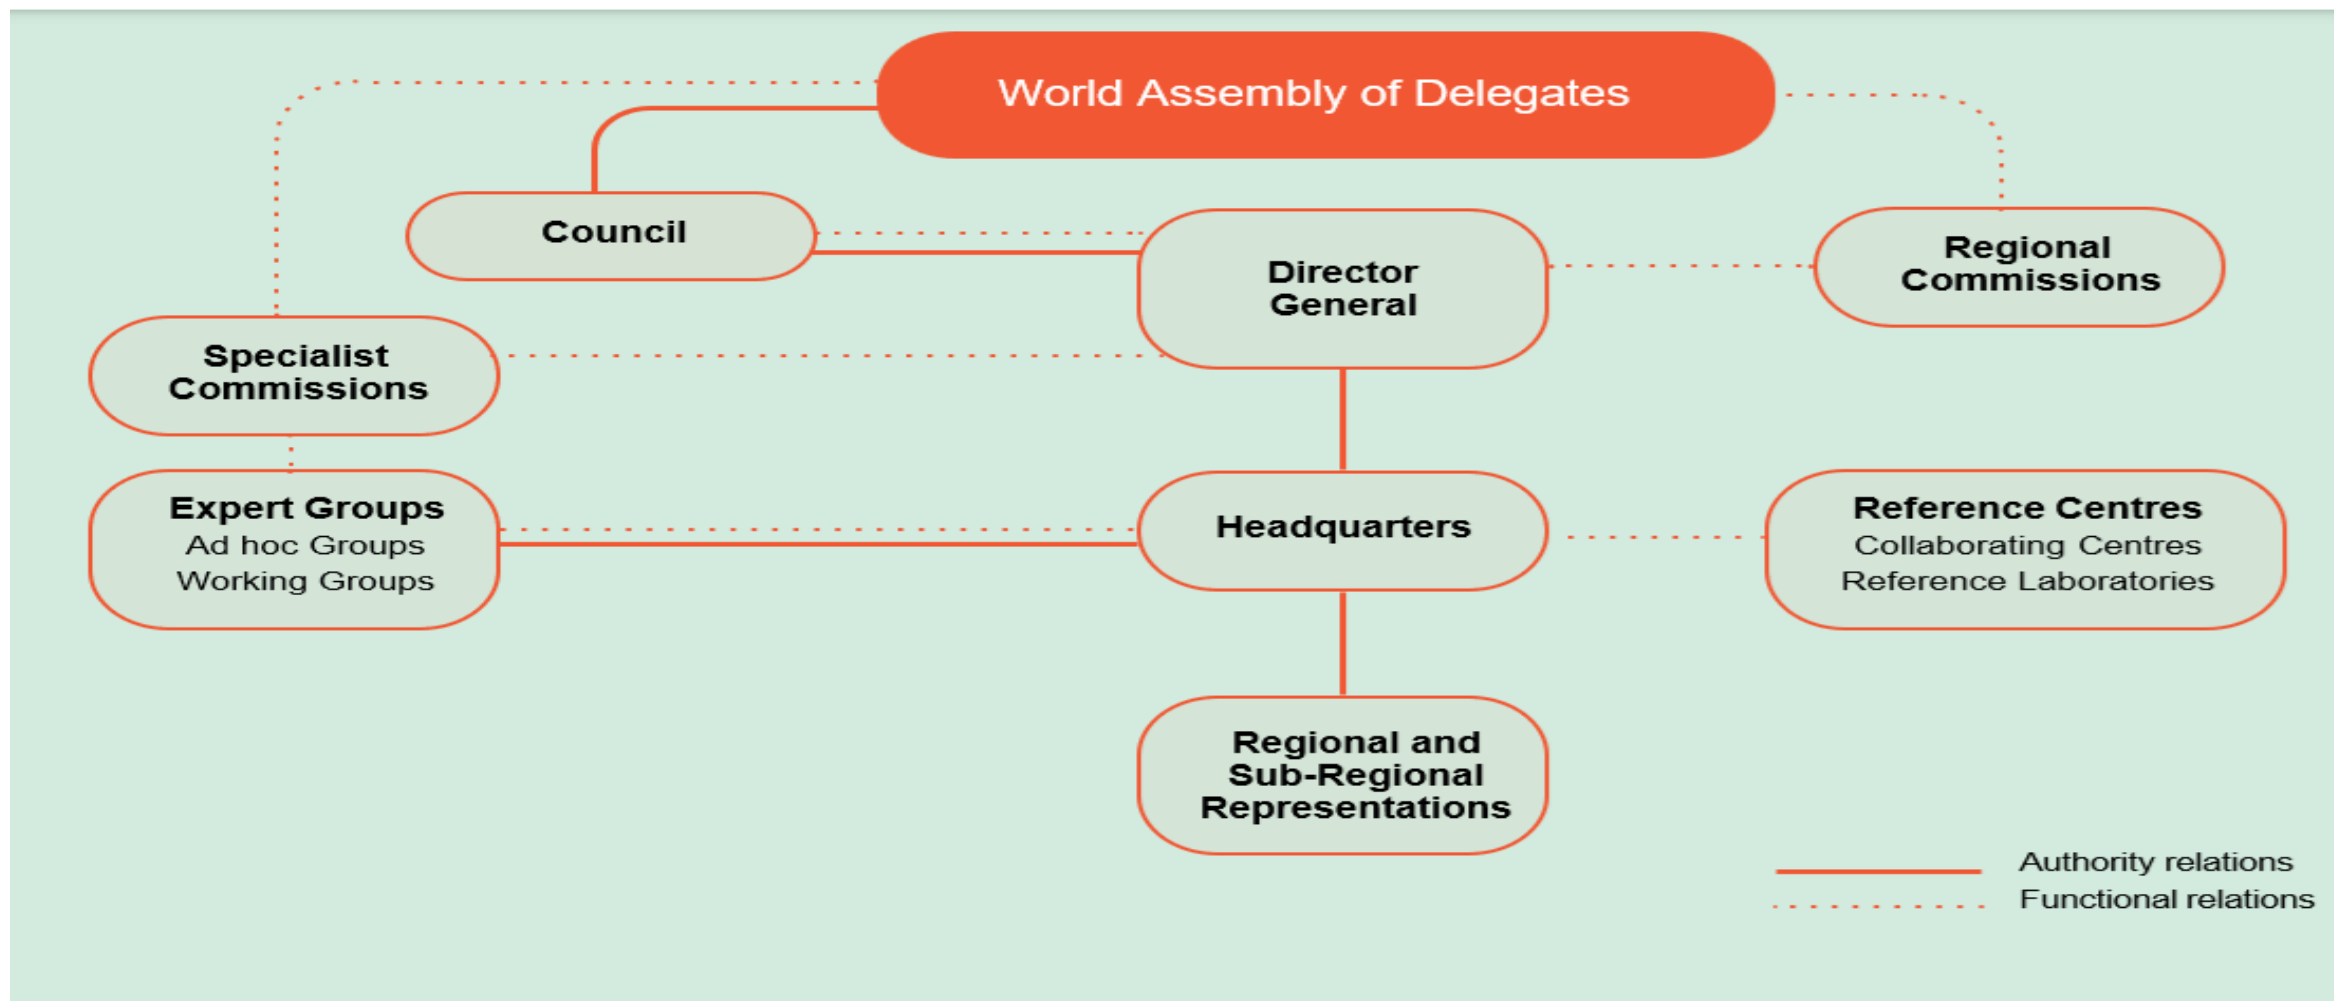 World Assembly of Delegates
Council
Director
General
Regional
Commissions
Specialist
Commissions
Expert Groups
Ad hoc Groups
Working Groups
Headquarters
Reference Centres
Collaborating Centres
Reference Laboratories
Regional and
Sub-Regional
Representations
Authority relations
Functional relations